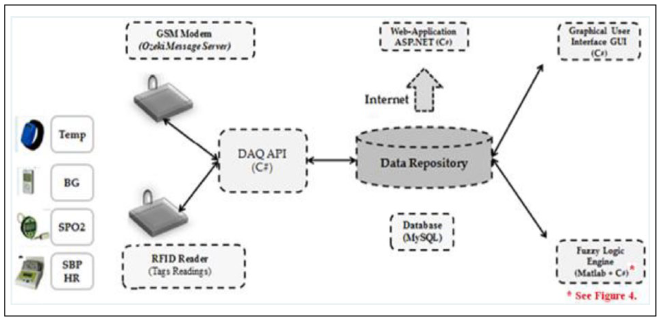 GSM Modem
(Ozeki Message Server)
Web-Application
ASP.NET (C#)
Graphical User
Interface GUI
(C#)
Internet
Temp
BG
SPO2
SBP
HR
DAQ API
(C#)
Data Repository
RFID Reader
(Tags Readings)
Database
(MySQL)
Fuzzy Logic
Engine
(Matlab + C#)*
* See Figure 4.